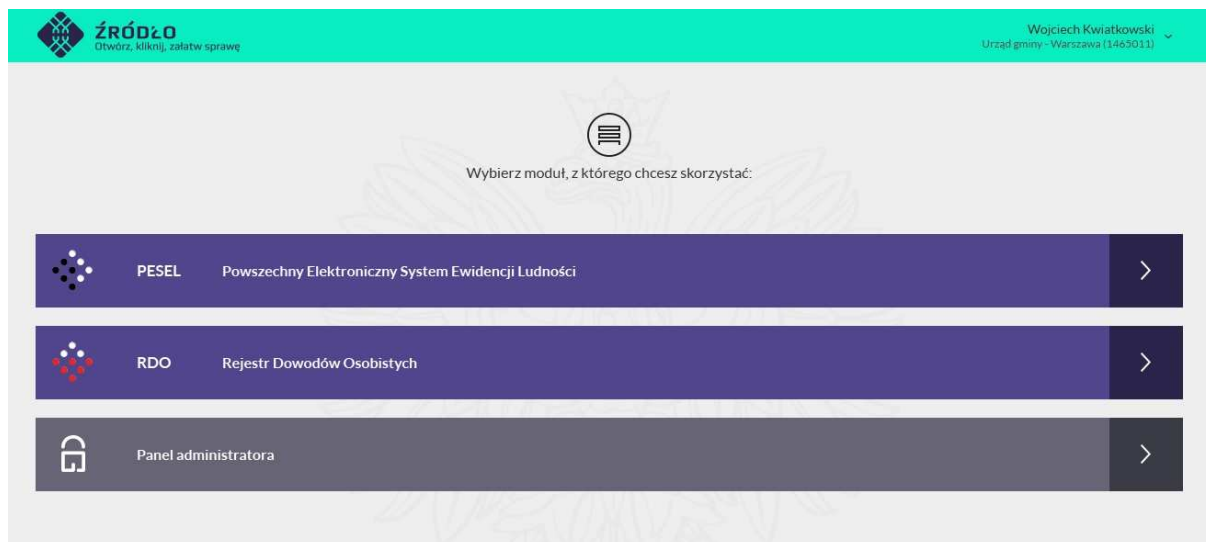 ŹRÓDŁO
Otwórz, kliknij, załatw sprawę
Wojciech Kwiatkowski
Urząd gminy - Warszawa (1465011)
Wybierz moduł, z którego chcesz skorzystać:
PESEL Powszechny Elektroniczny System Ewidencji Ludności
RDO Rejestr Dowodów Osobistych
Panel administratora